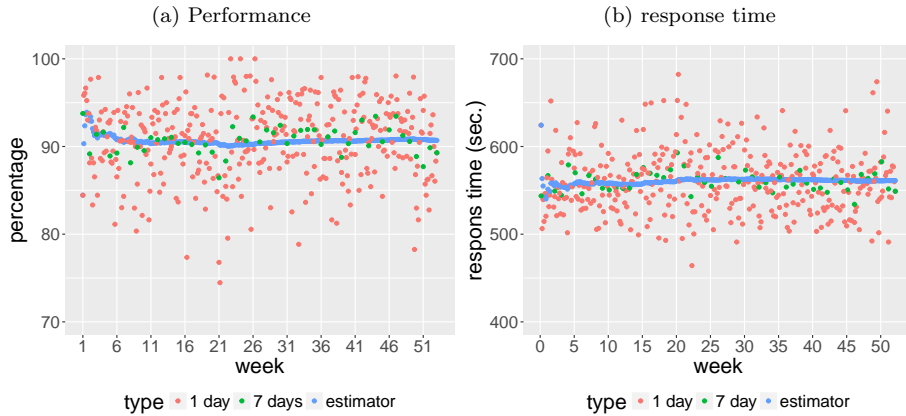 (a) Performance
100
90
80
70
percentage
1 6 11 16 21 26 31 36 41 46 51
week
type 1 day 7 days estimator
(b) response time
700
600
500
400
respons time (sec.)
0 5 10 15 20 25 30 35 40 45 50
week
type 1 day 7 day estimator